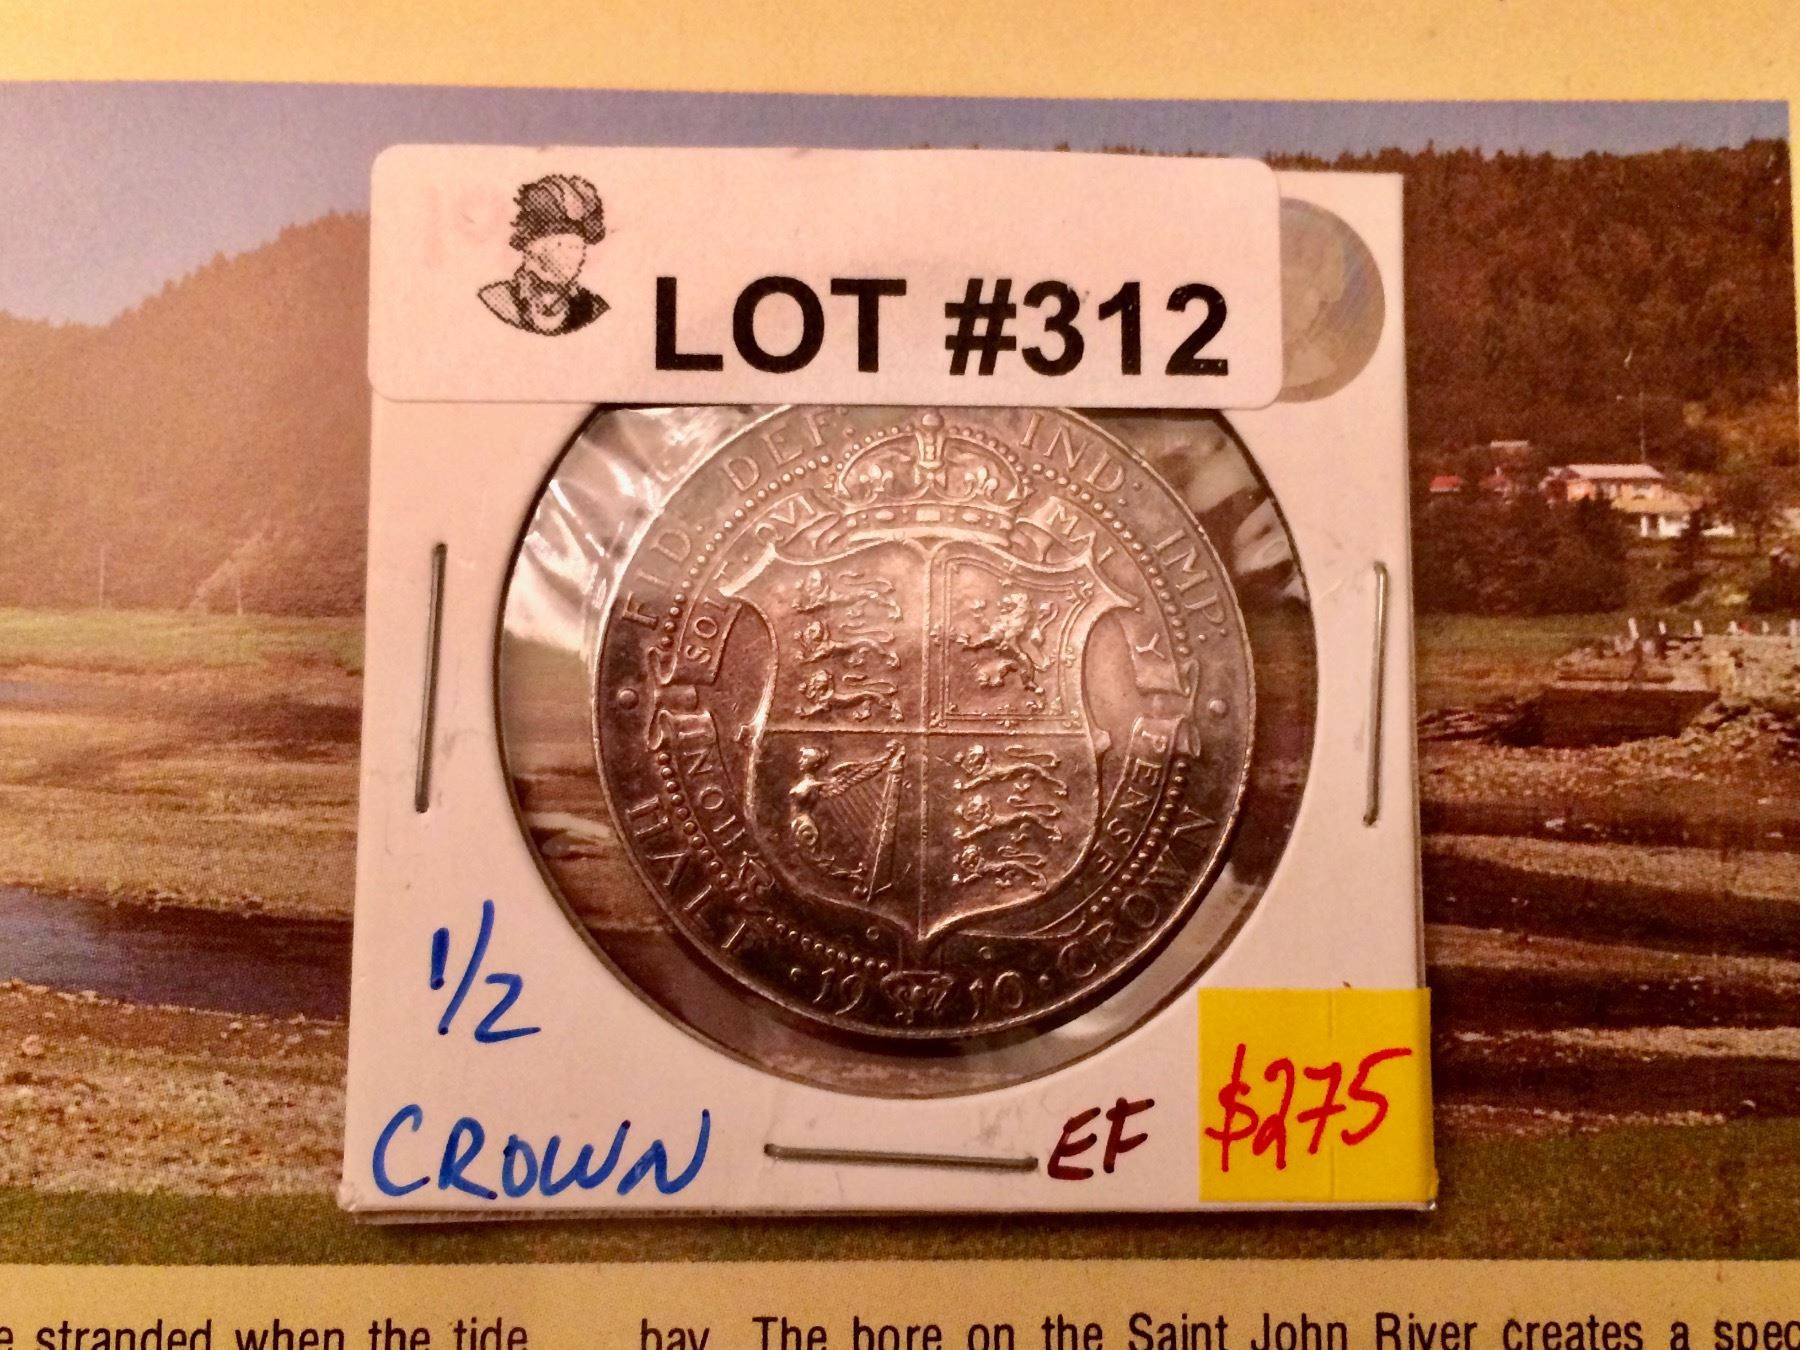 LOT #312
FID: DEF: IND: IMP:
HONI · SOI QVI MAL Y · PENSE
HALF · 19 10 · CROWN
1/2
CROWN
EF
$275
e stranded when the tide
bay. The bore on the Saint John River creates a spec